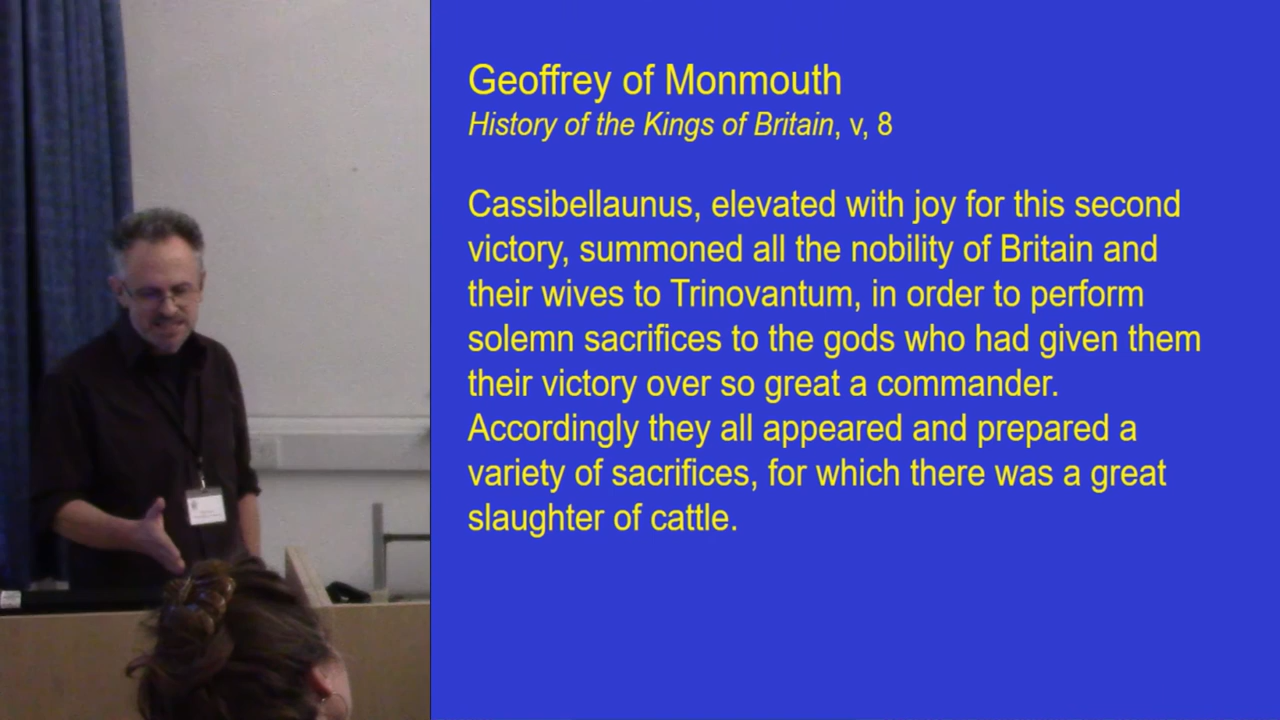 Geoffrey of Monmouth
History of the Kings of Britain, v, 8
Cassibellaunus, elevated with joy for this second
victory, summoned all the nobility of Britain and
their wives to Trinovantum, in order to perform
solemn sacrifices to the gods who had given them
their victory over so great a commander.
Accordingly they all appeared and prepared a
variety of sacrifices, for which there was a great
slaughter of cattle.